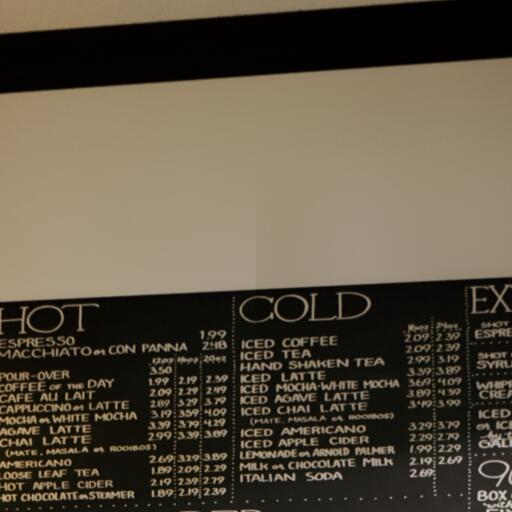 HOT
ESPRESSO 1.99
MACCHIATO or CON PANNA 2.48
12oz 16oz 20oz
POUR-OVER 3.50
COFFEE OF THE DAY 1.99 2.19 2.39
CAFE AU LAIT 2.09 2.29 2.49
CAPPUCCINO or LATTE 2.89 3.29 3.79
MOCHA or WHITE MOCHA 3.19 3.59 4.09
AGAVE LATTE 3.39 3.79 4.29
CHAI LATTE 2.99 3.39 3.89
(MATE, MASALA or ROOIBOS)
AMERICANO 2.69 3.29 3.89
LOOSE LEAF TEA 1.89 2.09 2.29
HOT APPLE CIDER 2.19 2.39 2.79
HOT CHOCOLATE or STEAMER 1.89 2.19 2.39
COLD
16oz 24oz
ICED COFFEE 2.09 2.39
ICED TEA 2.09 2.39
HAND SHAKEN TEA 2.99 3.19
ICED LATTE 3.39 3.89
ICED MOCHA-WHITE MOCHA 3.69 4.09
ICED AGAVE LATTE 3.89 4.39
ICED CHAI LATTE 3.49 3.99
(MATE, MASALA or ROOIBOS)
ICED AMERICANO 3.29 3.79
ICED APPLE CIDER 2.29 2.79
LEMONADE or ARNOLD PALMER 1.99 2.29
MILK or CHOCOLATE MILK 2.19 2.69
ITALIAN SODA 2.69
EX
SHOT
ESPRE
SHOT
SYRU
WHIPP
CREA
ICED
or IC
90
BOX